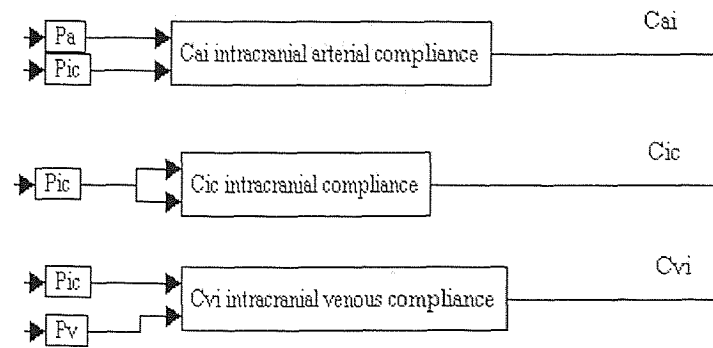 Pa
Pic
Cai intracranial arterial compliance
Cai
Pic
Cic intracranial compliance
Cic
Pic
Pv
Cvi intracranial venous compliance
Cvi